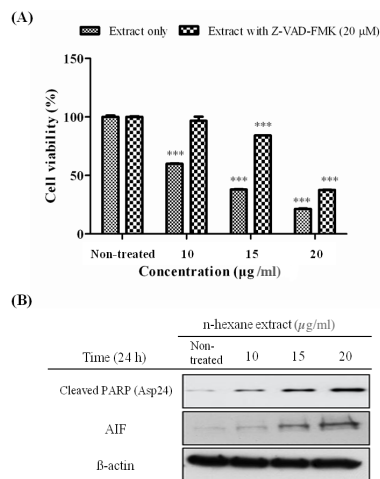 (A)
Extract only
Extract with Z-VAD-FMK (20 µM)
Cell viability (%)
150
100
50
0
***
***
***
***
***
Non-treated 10 15 20
Concentration (µg /ml)
(B)
n-hexane extract (µg/ml)
Time (24 h) Non-treated 10 15 20
Cleaved PARP (Asp24)
AIF
ß-actin